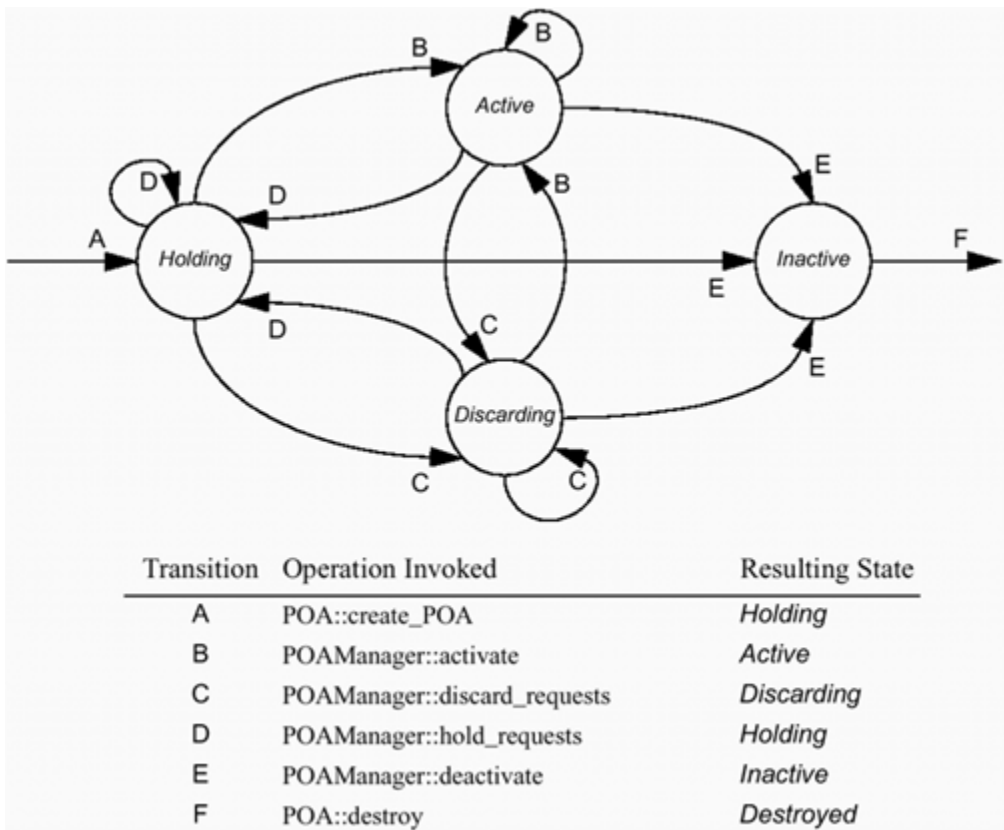 B
B
Active
D
D
B
E
A
Holding
E
Inactive
F
D
C
E
Discarding
C
C
Transition Operation Invoked Resulting State
A POA::create_POA Holding
B POAManager::activate Active
C POAManager::discard_requests Discarding
D POAManager::hold_requests Holding
E POAManager::deactivate Inactive
F POA::destroy Destroyed